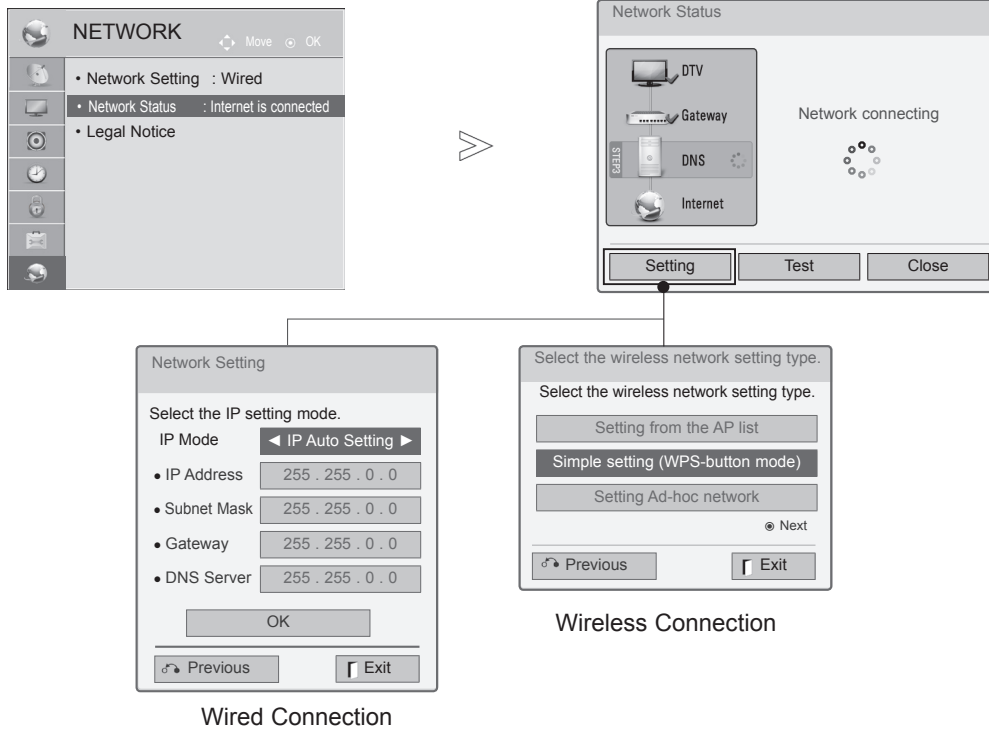 NETWORK
Move ⊙ OK
• Network Setting : Wired
• Network Status : Internet is connected
• Legal Notice
Network Status
DTV
Gateway
STEP3
DNS
Internet
Network connecting
Setting
Test
Close
Network Setting
Select the IP setting mode.
IP Mode
◄ IP Auto Setting ►
• IP Address
255 . 255 . 0 . 0
• Subnet Mask
255 . 255 . 0 . 0
• Gateway
255 . 255 . 0 . 0
• DNS Server
255 . 255 . 0 . 0
OK
Previous
Exit
Wired Connection
Select the wireless network setting type.
Select the wireless network setting type.
Setting from the AP list
Simple setting (WPS-button mode)
Setting Ad-hoc network
⊙ Next
Previous
Exit
Wireless Connection